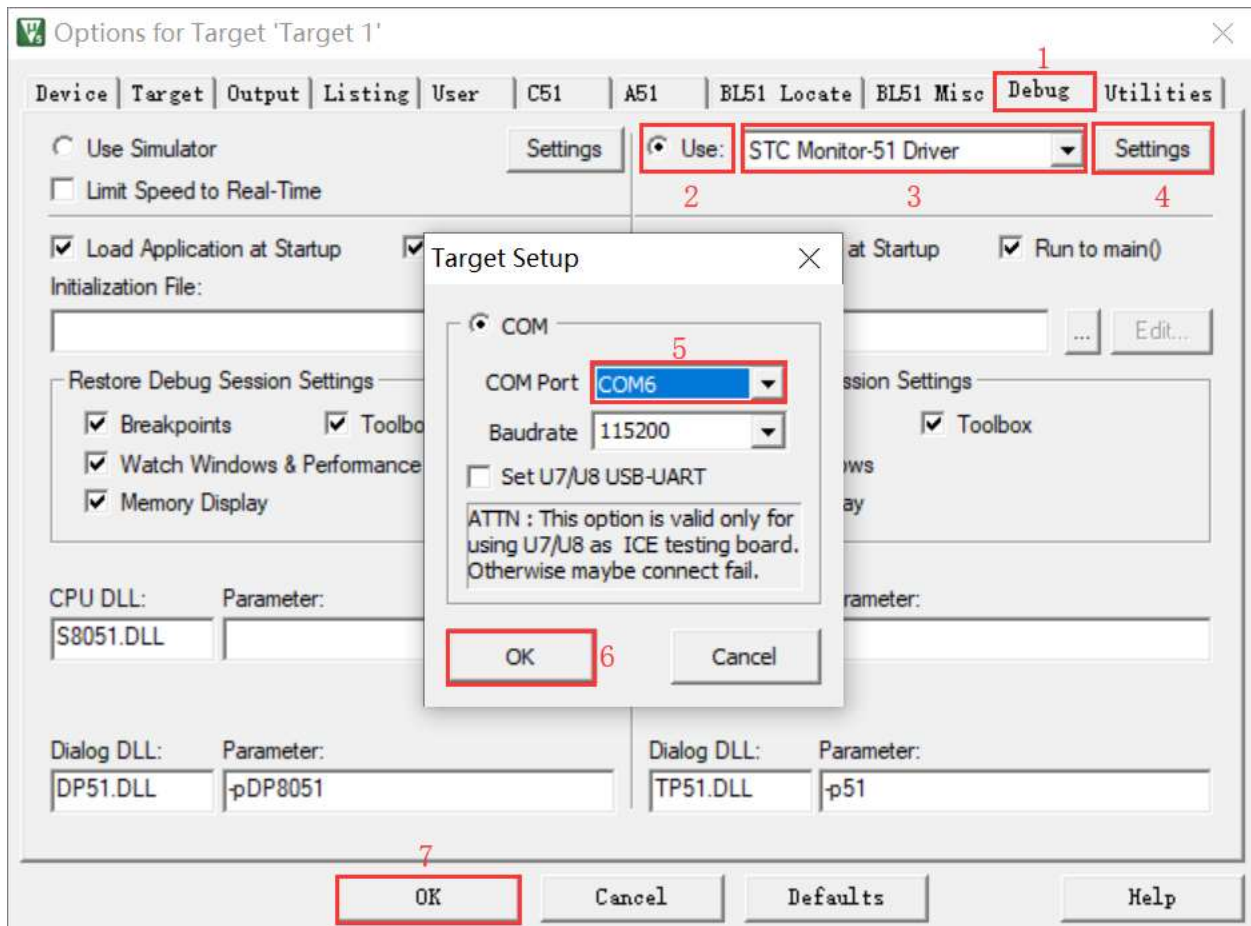 Options for Target 'Target 1'
1
Device Target Output Listing User C51 A51 BL51 Locate BL51 Misc Debug Utilities
Use Simulator Settings Use: STC Monitor-51 Driver Settings
Limit Speed to Real-Time 2 3 4
Load Application at Startup Target Setup at Startup Run to main()
Initialization File:
COM
5
COM Port COM6
... Edit...
Restore Debug Session Settings ssion Settings
Breakpoints Toolbo Baudrate 115200 Toolbox
Watch Windows & Performance Set U7/U8 USB-UART ows
Memory Display ay
ATTN : This option is valid only for
using U7/U8 as ICE testing board.
Otherwise maybe connect fail.
CPU DLL: Parameter: rameter:
S8051.DLL
OK 6 Cancel
Dialog DLL: Parameter: Dialog DLL: Parameter:
DP51.DLL -pDP8051 TP51.DLL -p51
7
OK Cancel Defaults Help